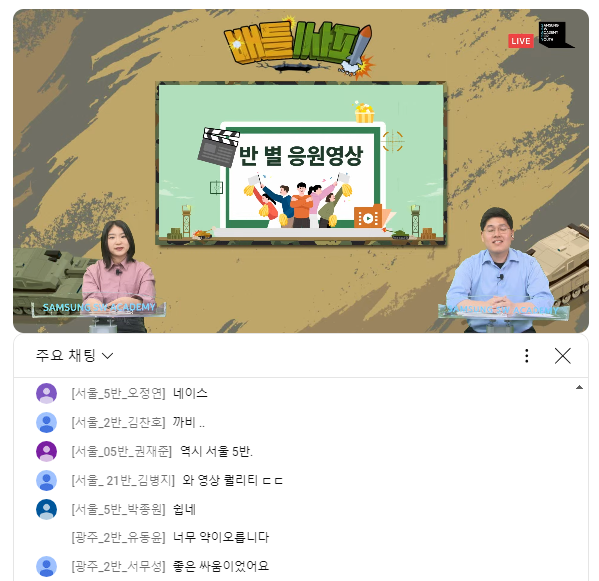 배틀싸피!
LIVE
SAMSUNG
SW
ACADEMY
FOR
YOUTH
반 별 응원영상
SAMSUNG SW ACADEMY
주요 채팅
[서울_5반_오정연] 네이스
[서울_2반_김찬호] 까비 ..
[서울_05반_권재준] 역시 서울 5반.
[서울_ 21반_김병지] 와 영상 퀄리티 ㄷㄷ
[서울_5반_박종원] 쉽네
[광주_2반_유동윤] 너무 약이오릅니다
[광주_2반_서무성] 좋은 싸움이었어요